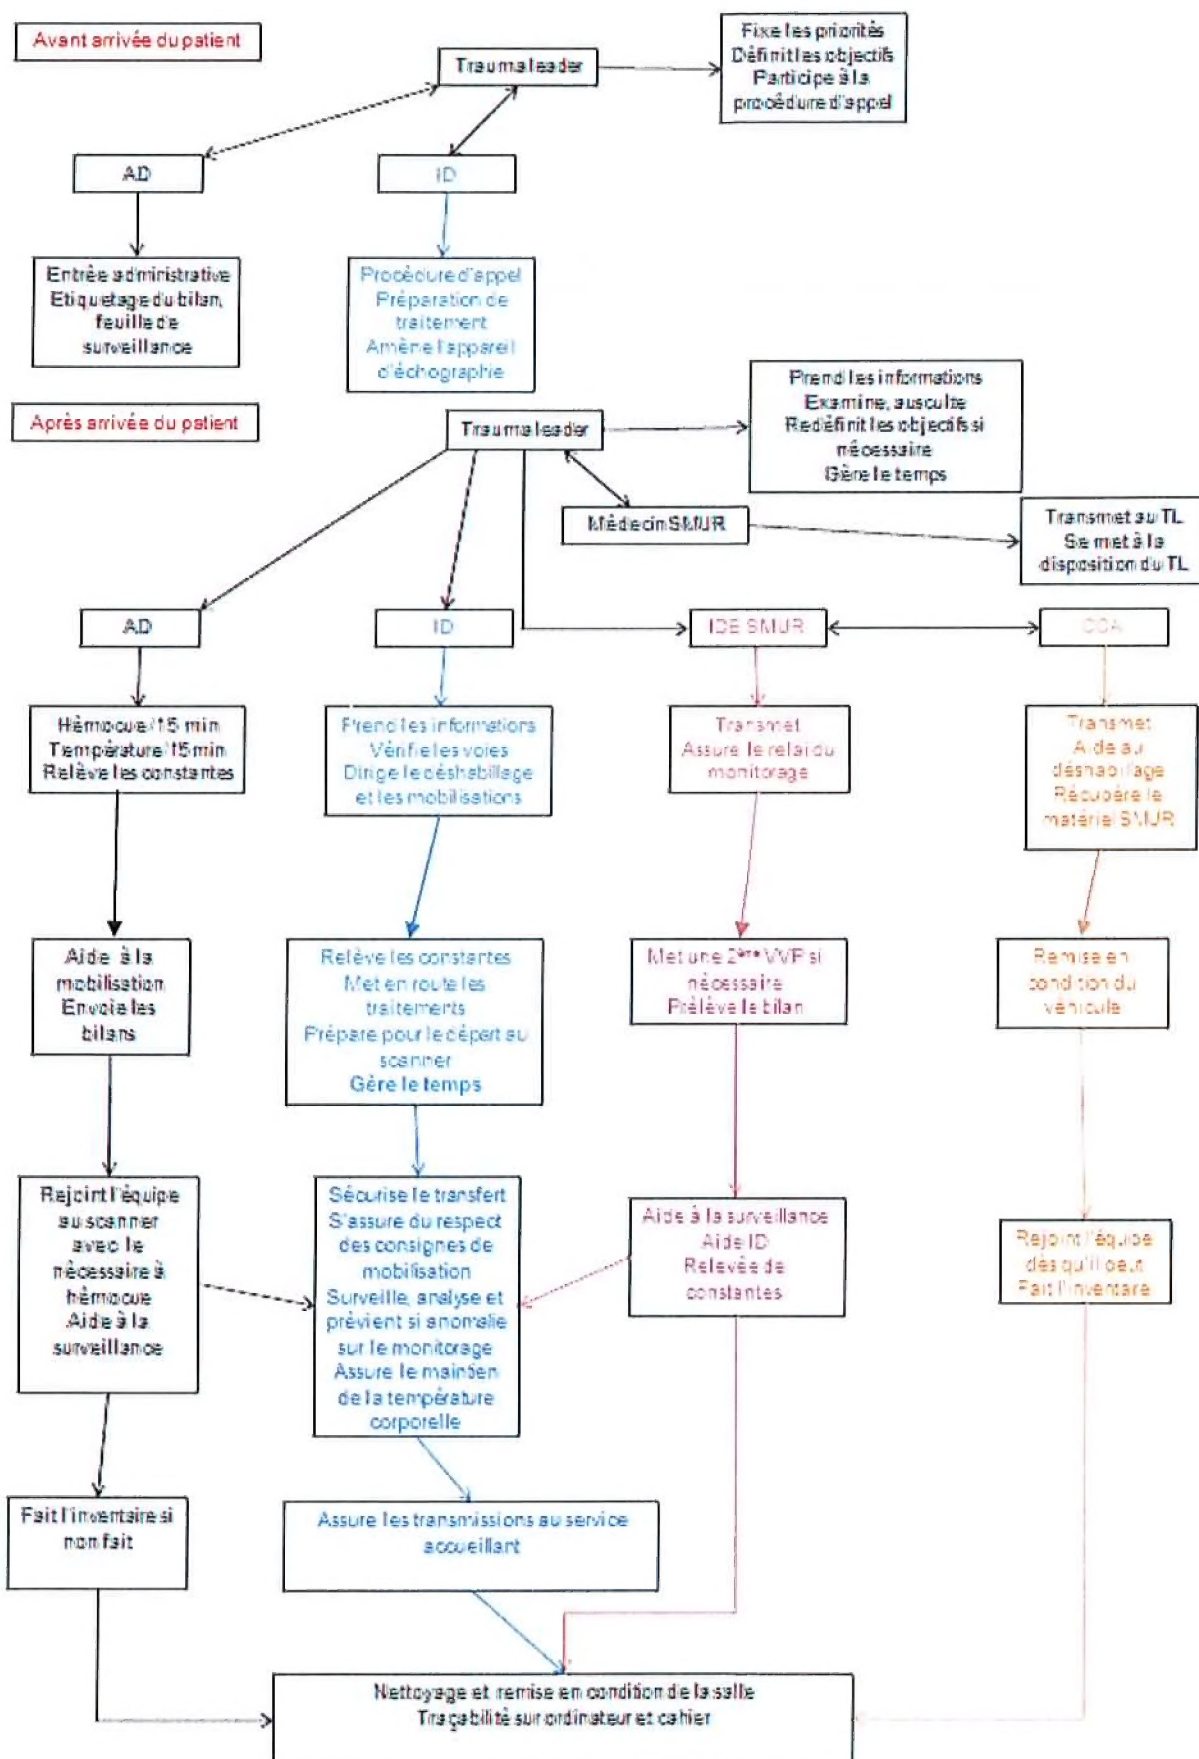 Avant arrivée du patient
Trauma leader
Fixe les priorités
Définit les objectifs
Participe à la
procédure d'appel
AD
ID
Entrée administrative
Etiquetage du bilan,
feuille de
surveillance
Procédure d'appel
Préparation de
traitement
Amène l'appareil
d'échographie
Après arrivée du patient
Trauma leader
Prend les informations
Examine, ausculte
Redéfinit les objectifs si
nécessaire
Gère le temps
Médecin SMUR
Transmet au TL
Se met à la
disposition du TL
AD
ID
IDE SMUR
CCA
Hémocue/15 min
Température/15 min
Relève les constantes
Prend les informations
Vérifie les voies
Dirige le déshabillage
et les mobilisations
Transmet
Assure le relai du
monitorage
Transmet
Aide au
déshabillage
Récupère le
matériel SMUR
Aide à la
mobilisation
Envoie les
bilans
Relève les constantes
Met en route les
traitements
Prépare pour le départ au
scanner
Gère le temps
Met une 2ème VVP si
nécessaire
Prélève le bilan
Remise en
condition du
véhicule
Rejoint l'équipe
au scanner
avec le
nécessaire à
hémocue
Aide à la
surveillance
Sécurise le transfert
S'assure du respect
des consignes de
mobilisation
Surveille, analyse et
prévient si anomalie
sur le monitorage
Assure le maintien
de la température
corporelle
Aide à la surveillance
Aide ID
Relevée de
constantes
Rejoint l'équipe
dès qu'il peut
Fait l'inventaire
Fait l'inventaire si
non fait
Assure les transmissions au service
accueillant
Nettoyage et remise en condition de la salle
Traçabilité sur ordinateur et cahier